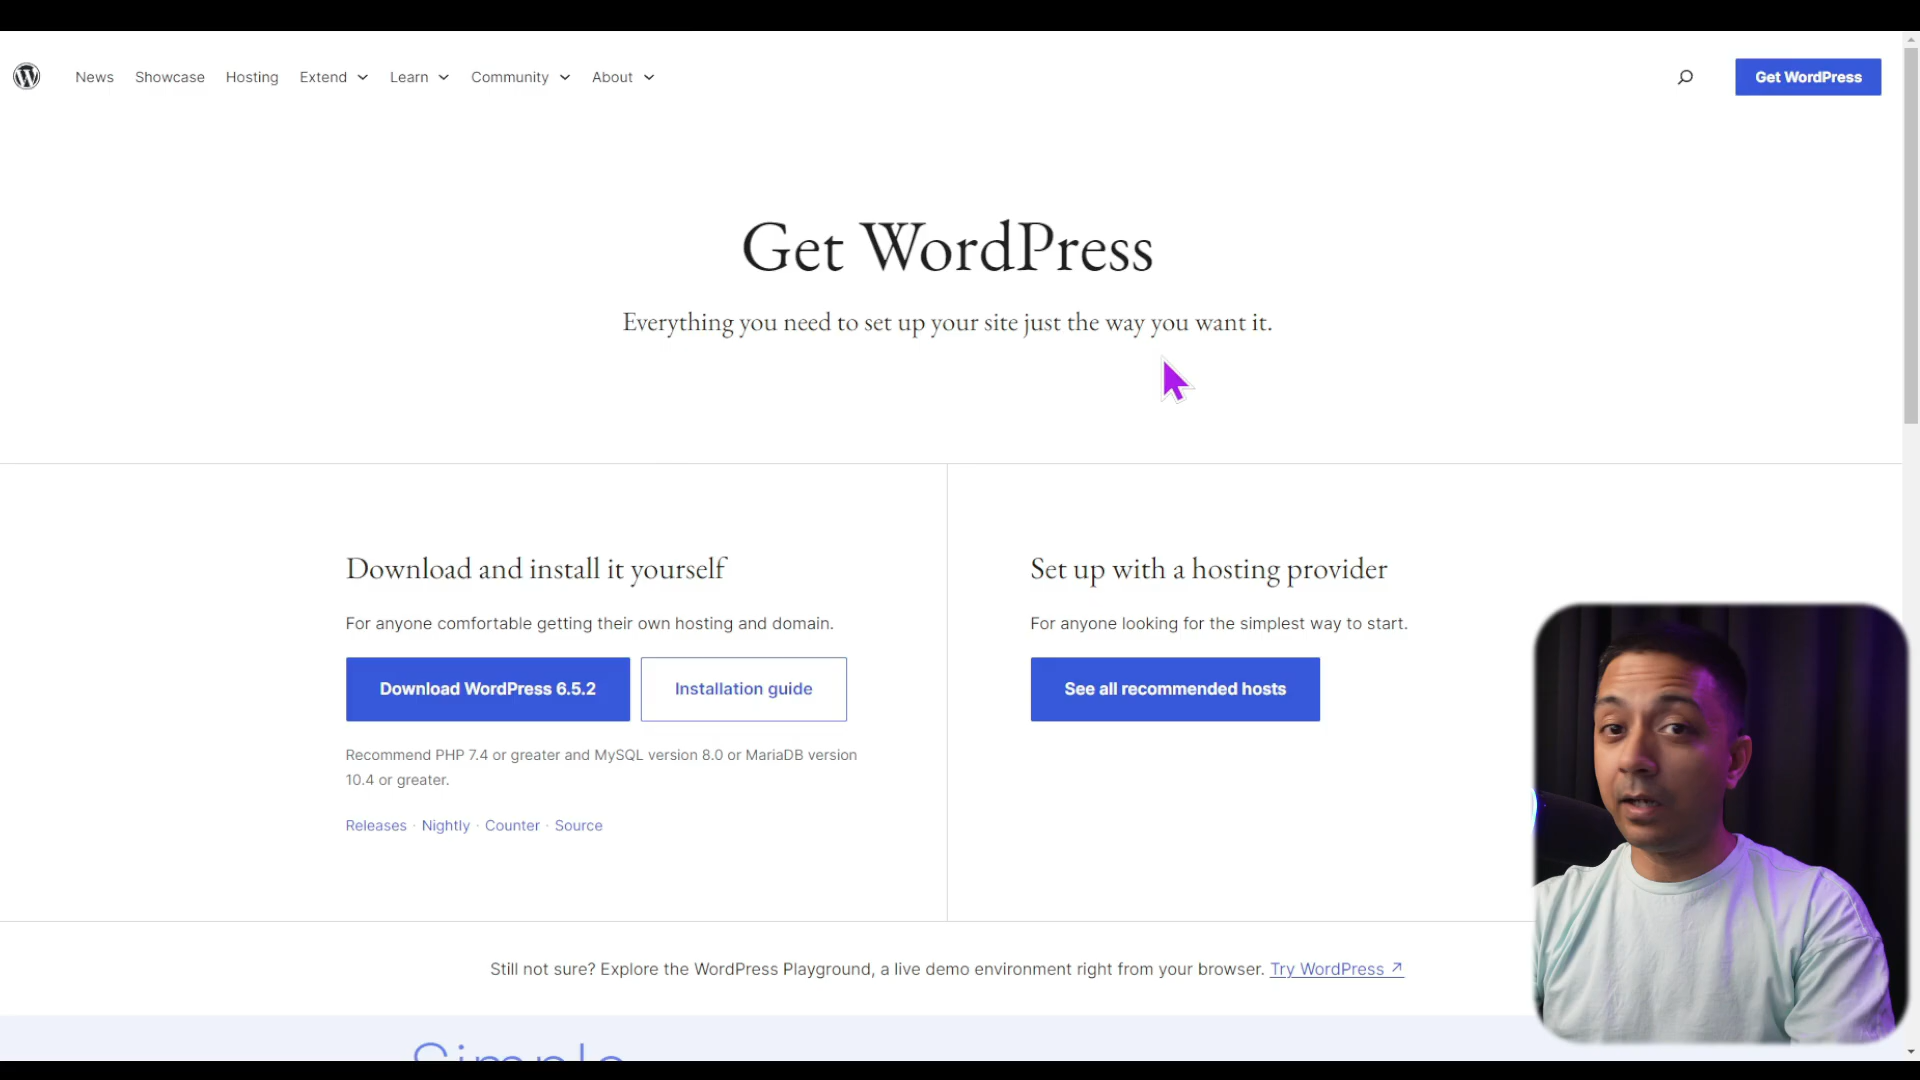 News Showcase Hosting Extend Learn Community About
Get WordPress
Get WordPress
Everything you need to set up your site just the way you want it.
Download and install it yourself
For anyone comfortable getting their own hosting and domain.
Download WordPress 6.5.2 Installation guide
Recommend PHP 7.4 or greater and MySQL version 8.0 or MariaDB version
10.4 or greater.
Releases · Nightly · Counter · Source
Set up with a hosting provider
For anyone looking for the simplest way to start.
See all recommended hosts
Still not sure? Explore the WordPress Playground, a live demo environment right from your browser. Try WordPress ↗
Simple